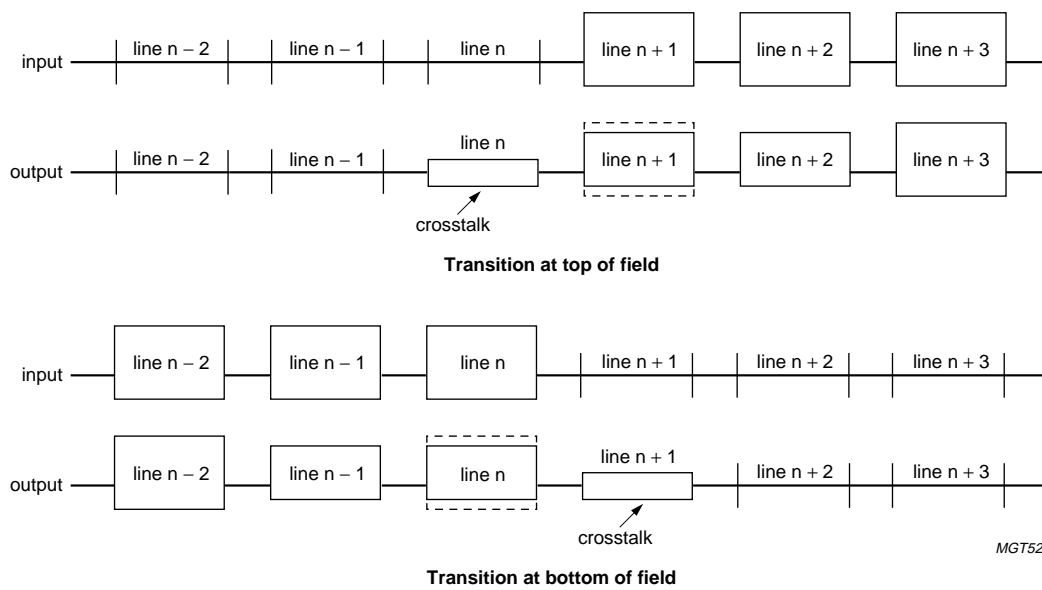 input line n − 2 line n − 1 line n line n + 1 line n + 2 line n + 3
output line n − 2 line n − 1 line n line n + 1 line n + 2 line n + 3
crosstalk
Transition at top of field
input line n − 2 line n − 1 line n line n + 1 line n + 2 line n + 3
output line n − 2 line n − 1 line n line n + 1 line n + 2 line n + 3
crosstalk
MGT52
Transition at bottom of field